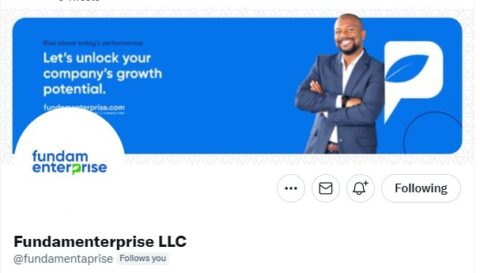 Rise above today's performance;
Let's unlock your
company's growth
potential.
fundamenterprise.com
fundam
enterprise
Following
Fundamenterprise LLC
@fundamentaprise Follows you